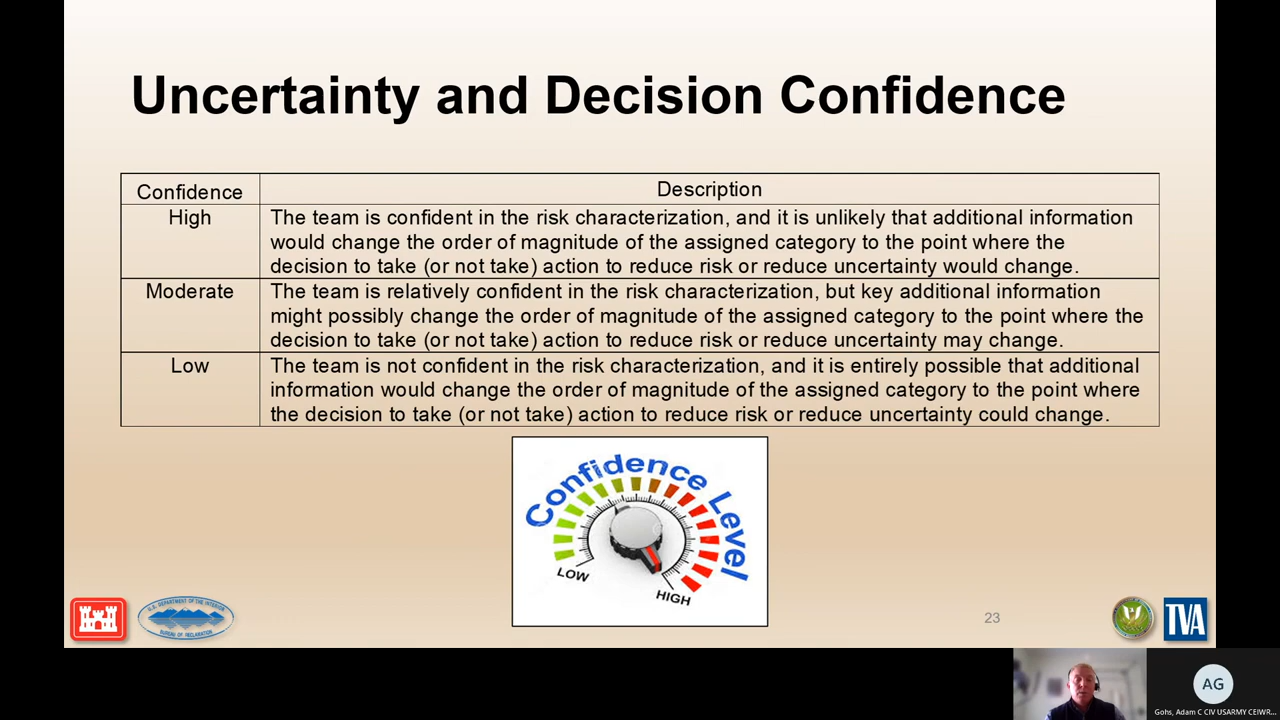 Uncertainty and Decision Confidence
Confidence
Description
High
The team is confident in the risk characterization, and it is unlikely that additional information
would change the order of magnitude of the assigned category to the point where the
decision to take (or not take) action to reduce risk or reduce uncertainty would change.
Moderate
The team is relatively confident in the risk characterization, but key additional information
might possibly change the order of magnitude of the assigned category to the point where the
decision to take (or not take) action to reduce risk or reduce uncertainty may change.
Low
The team is not confident in the risk characterization, and it is entirely possible that additional
information would change the order of magnitude of the assigned category to the point where
the decision to take (or not take) action to reduce risk or reduce uncertainty could change.
Confidence Level
LOW
HIGH
U.S. DEPARTMENT OF THE INTERIOR
BUREAU OF RECLAMATION
23
TVA
AG
Gohs, Adam C CIV USARMY CEIWR...